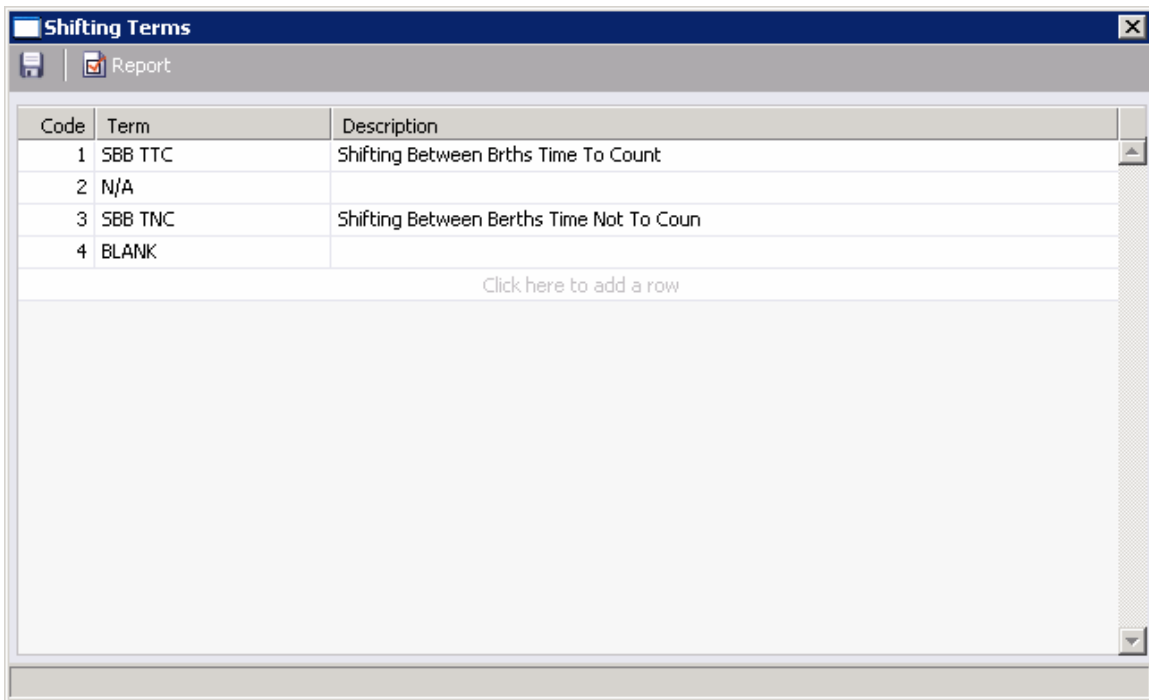 Shifting Terms
Report
Code Term Description
1 SBB TTC Shifting Between Brths Time To Count
2 N/A
3 SBB TNC Shifting Between Berths Time Not To Coun
4 BLANK
Click here to add a row